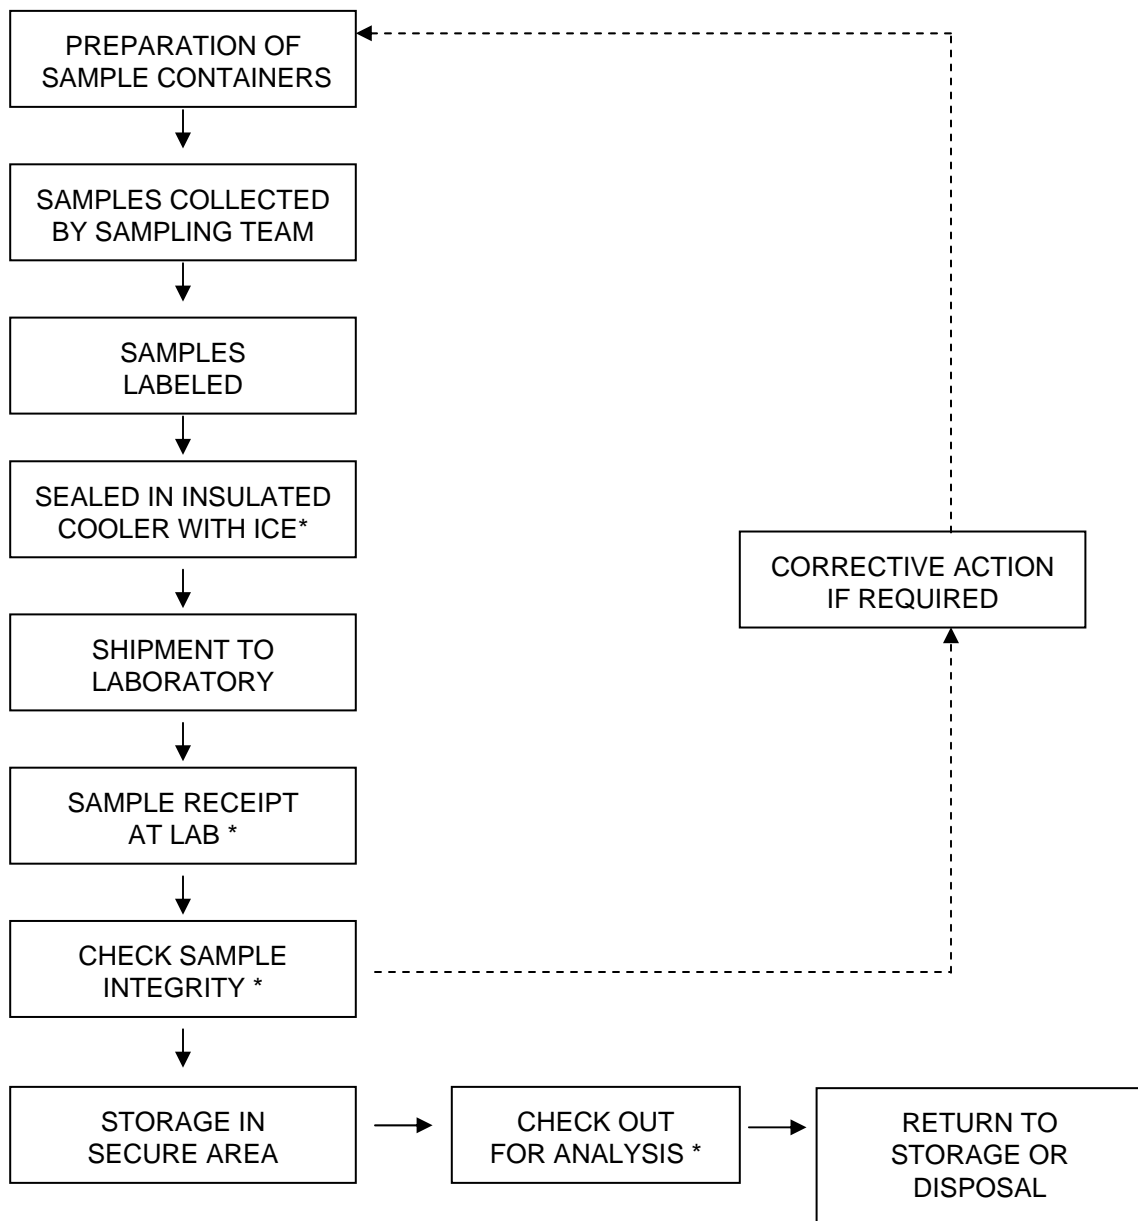 PREPARATION OF
SAMPLE CONTAINERS
SAMPLES COLLECTED
BY SAMPLING TEAM
SAMPLES
LABELED
SEALED IN INSULATED
COOLER WITH ICE*
CORRECTIVE ACTION
IF REQUIRED
SHIPMENT TO
LABORATORY
SAMPLE RECEIPT
AT LAB *
CHECK SAMPLE
INTEGRITY *
STORAGE IN
SECURE AREA
CHECK OUT
FOR ANALYSIS *
RETURN TO
STORAGE OR
DISPOSAL